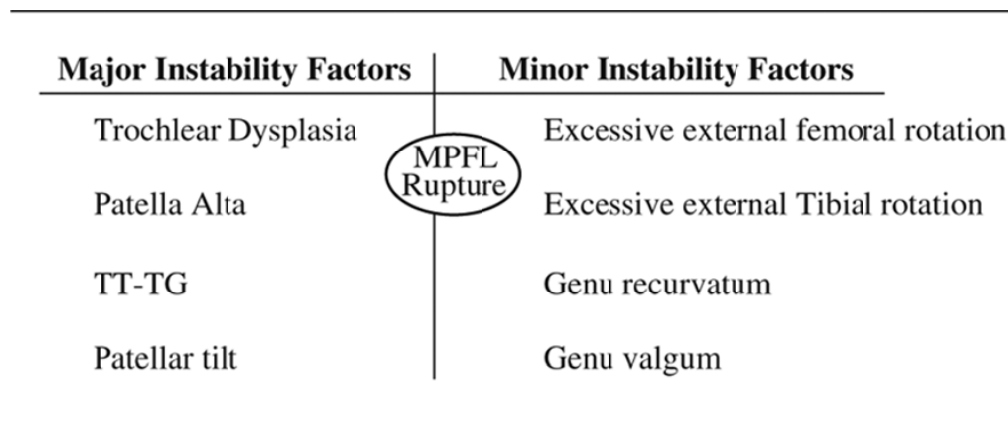 Major Instability Factors
Minor Instability Factors
Trochlear Dysplasia
Excessive external femoral rotation
MPFL
Rupture
Patella Alta
Excessive external Tibial rotation
TT-TG
Genu recurvatum
Patellar tilt
Genu valgum